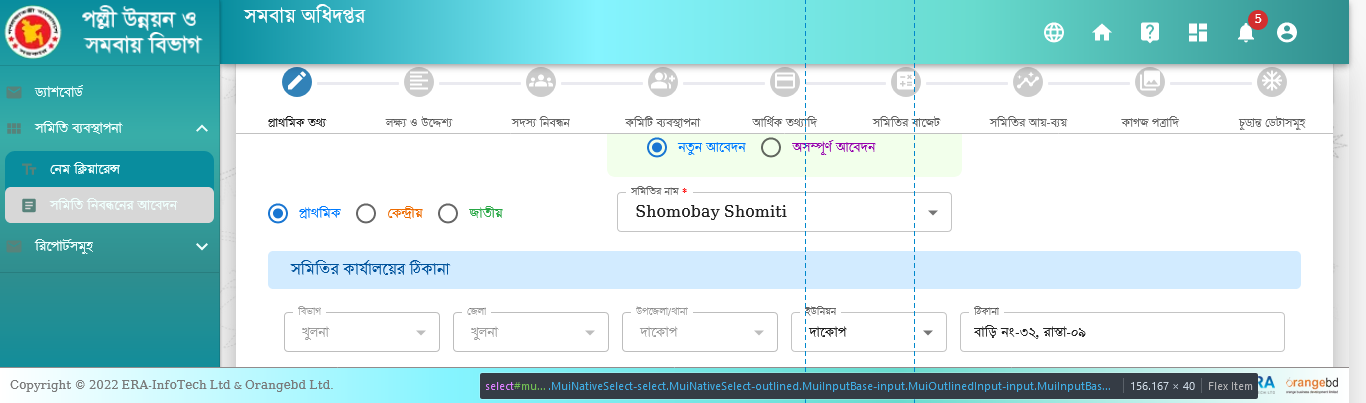 পল্লী উন্নয়ন ও
সমবায় বিভাগ
সমবায় অধিদপ্তর
5
ড্যাশবোর্ড
সমিতি ব্যবস্থাপনা
নেম ক্লিয়ারেন্স
সমিতি নিবন্ধনের আবেদন
রিপোর্টসমুহ
প্রাথমিক তথ্য
লক্ষ্য ও উদ্দেশ্য
সদস্য নিবন্ধন
কমিটি ব্যবস্থাপনা
আর্থিক তথ্যাদি
সমিতির বাজেট
সমিতির আয়-ব্যয়
কাগজ পত্রাদি
চূড়ান্ত ডেটাসমূহ
নতুন আবেদন
অসম্পূর্ণ আবেদন
প্রাথমিক
কেন্দ্রীয়
জাতীয়
সমিতির নাম *
Shomobay Shomiti
সমিতির কার্যালয়ের ঠিকানা
বিভাগ
খুলনা
জেলা
খুলনা
উপজেলা/থানা
দাকোপ
ইউনিয়ন
দাকোপ
ঠিকানা
বাড়ি নং-৩২, রাস্তা-০৯
Copyright © 2022 ERA-InfoTech Ltd & Orangebd Ltd.
select#mu... .MuiNativeSelect-select.MuiNativeSelect-outlined.MuiInputBase-input.MuiOutlinedInput-input.MuiInputBas...
156.167 × 40
Flex Item
orangebd